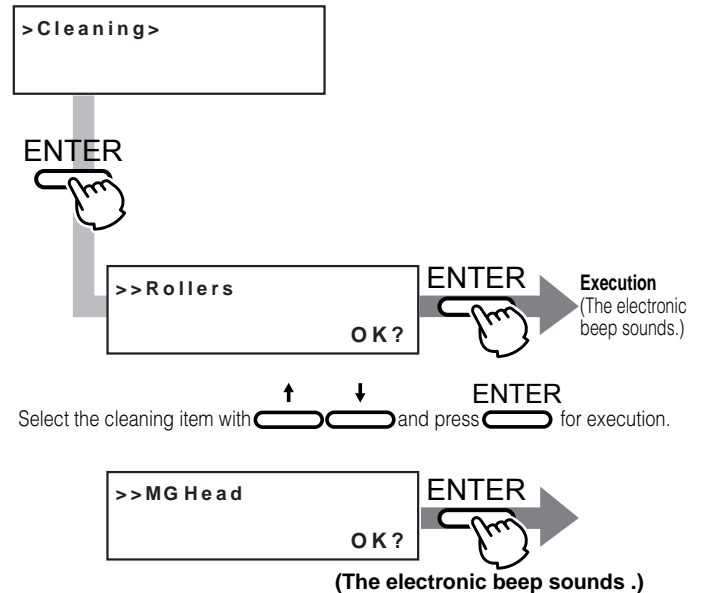 >Cleaning>
ENTER
>>Rollers
OK?
ENTER
Execution
(The electronic
beep sounds.)
↑ ↓ ENTER
Select the cleaning item with and press for execution.
>>MG Head
OK?
ENTER
(The electronic beep sounds .)